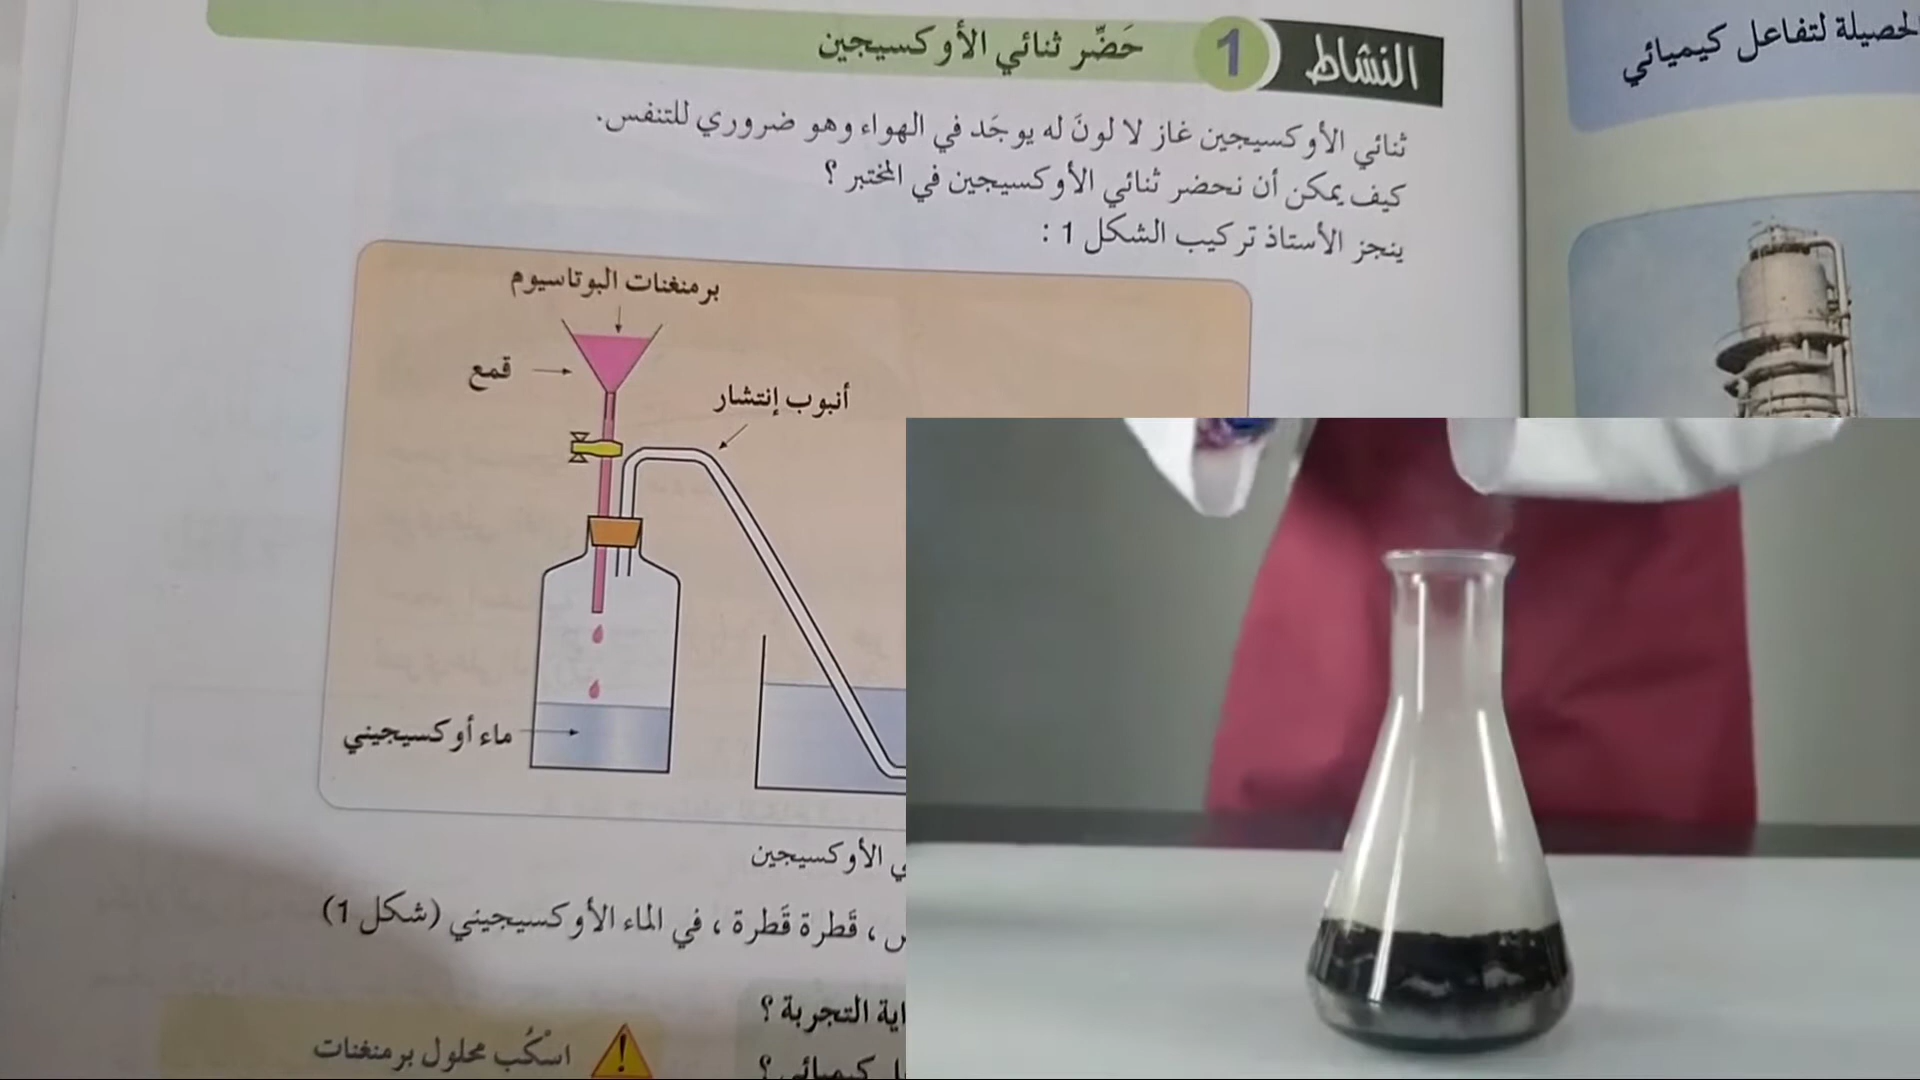 النشاط 1 حَضِّر ثنائي الأوكسيجين
ثنائي الأوكسيجين غاز لا لونَ له يوجَد في الهواء وهو ضروري للتنفس.
كيف يمكن أن نحضر ثنائي الأوكسيجين في المختبر ؟
ينجز الأستاذ تركيب الشكل 1 :
برمنغنات البوتاسيوم
قمع
أنبوب إنتشار
ماء أوكسيجيني
الأوكسيجين
، قَطرة قَطرة ، في الماء الأوكسيجيني (شكل 1)
التجربة ؟
كيميائي ؟
اسْكُب محلول برمنغنات
لتفاعل كيميائي